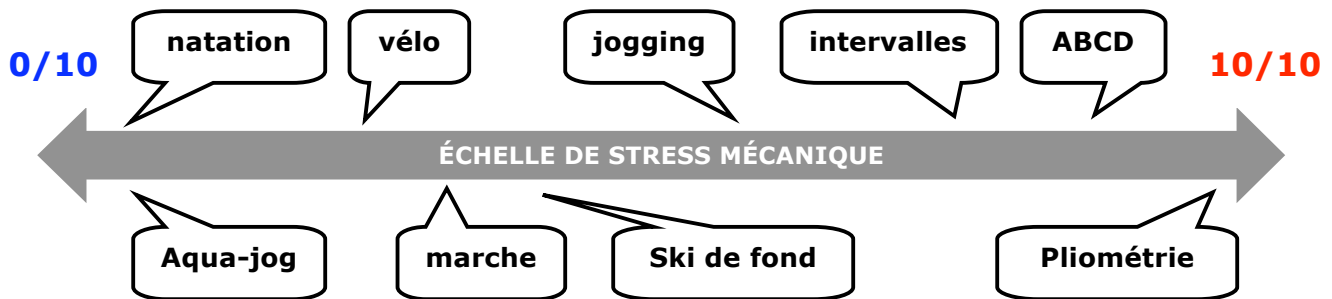 natation
vélo
jogging
intervalles
ABCD
0/10
10/10
ÉCHELLE DE STRESS MÉCANIQUE
Aqua-jog
marche
Ski de fond
Pliométrie